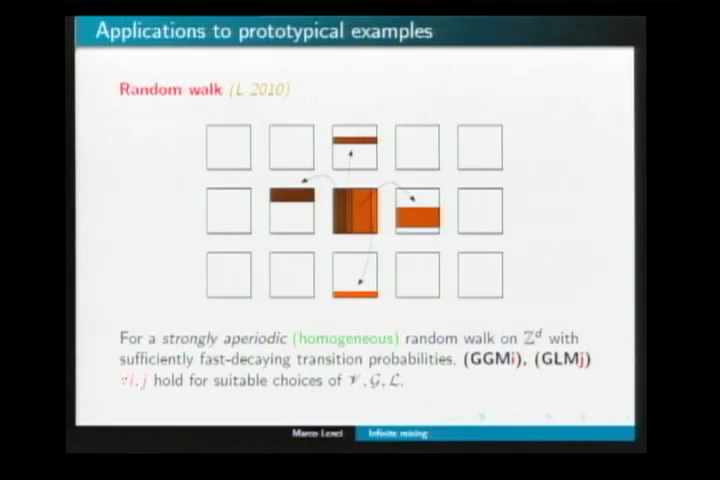 Applications to prototypical examples
Random walk (L 2010)
For a strongly aperiodic (homogeneous) random walk on ℤᵈ with
sufficiently fast-decaying transition probabilities, (GGMi), (GLMj)
∀i, j hold for suitable choices of 𝒱, 𝒢, ℒ.
Marco Lenci Infinite mixing